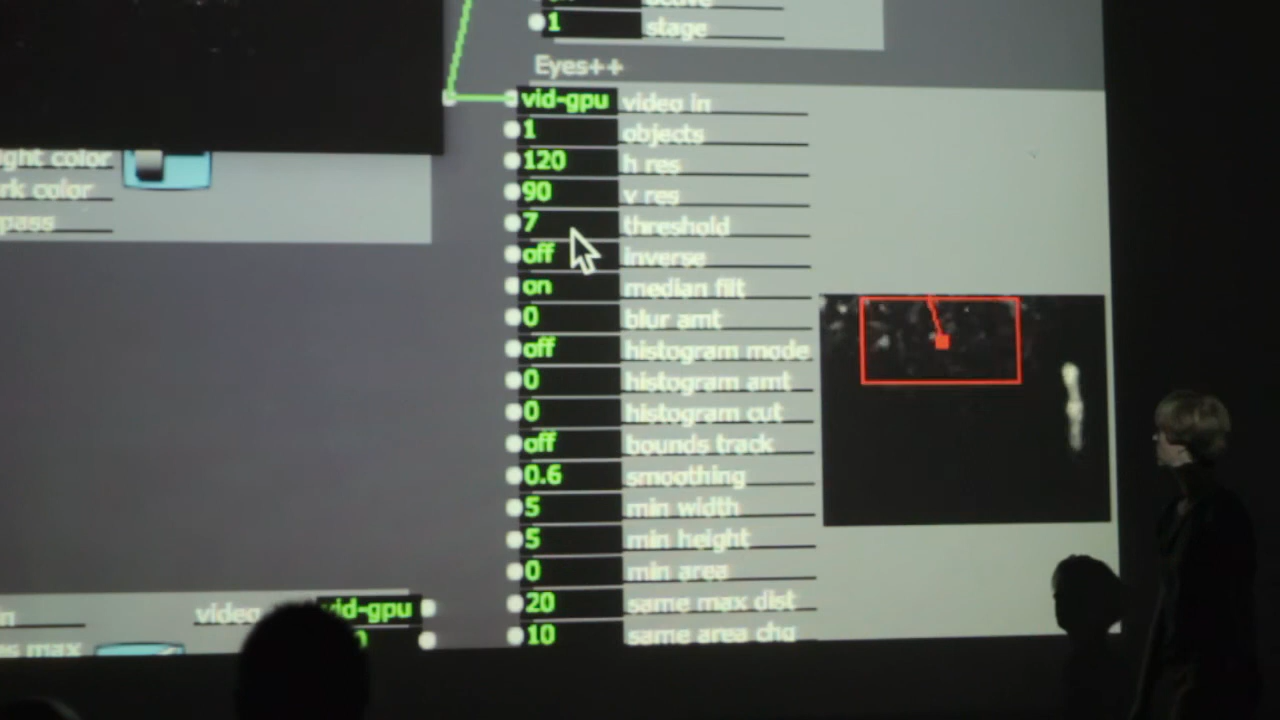 1 stage
Eyes++
vid-gpu video in
1 objects
120 h res
90 v res
7 threshold
off inverse
on median filt
0 blur amt
off histogram mode
0 histogram amt
0 histogram cut
off bounds track
0.6 smoothing
5 min width
5 min height
0 min area
20 same max dist
10 same area chg
ght color
rk color
pass
video vid-gpu
max